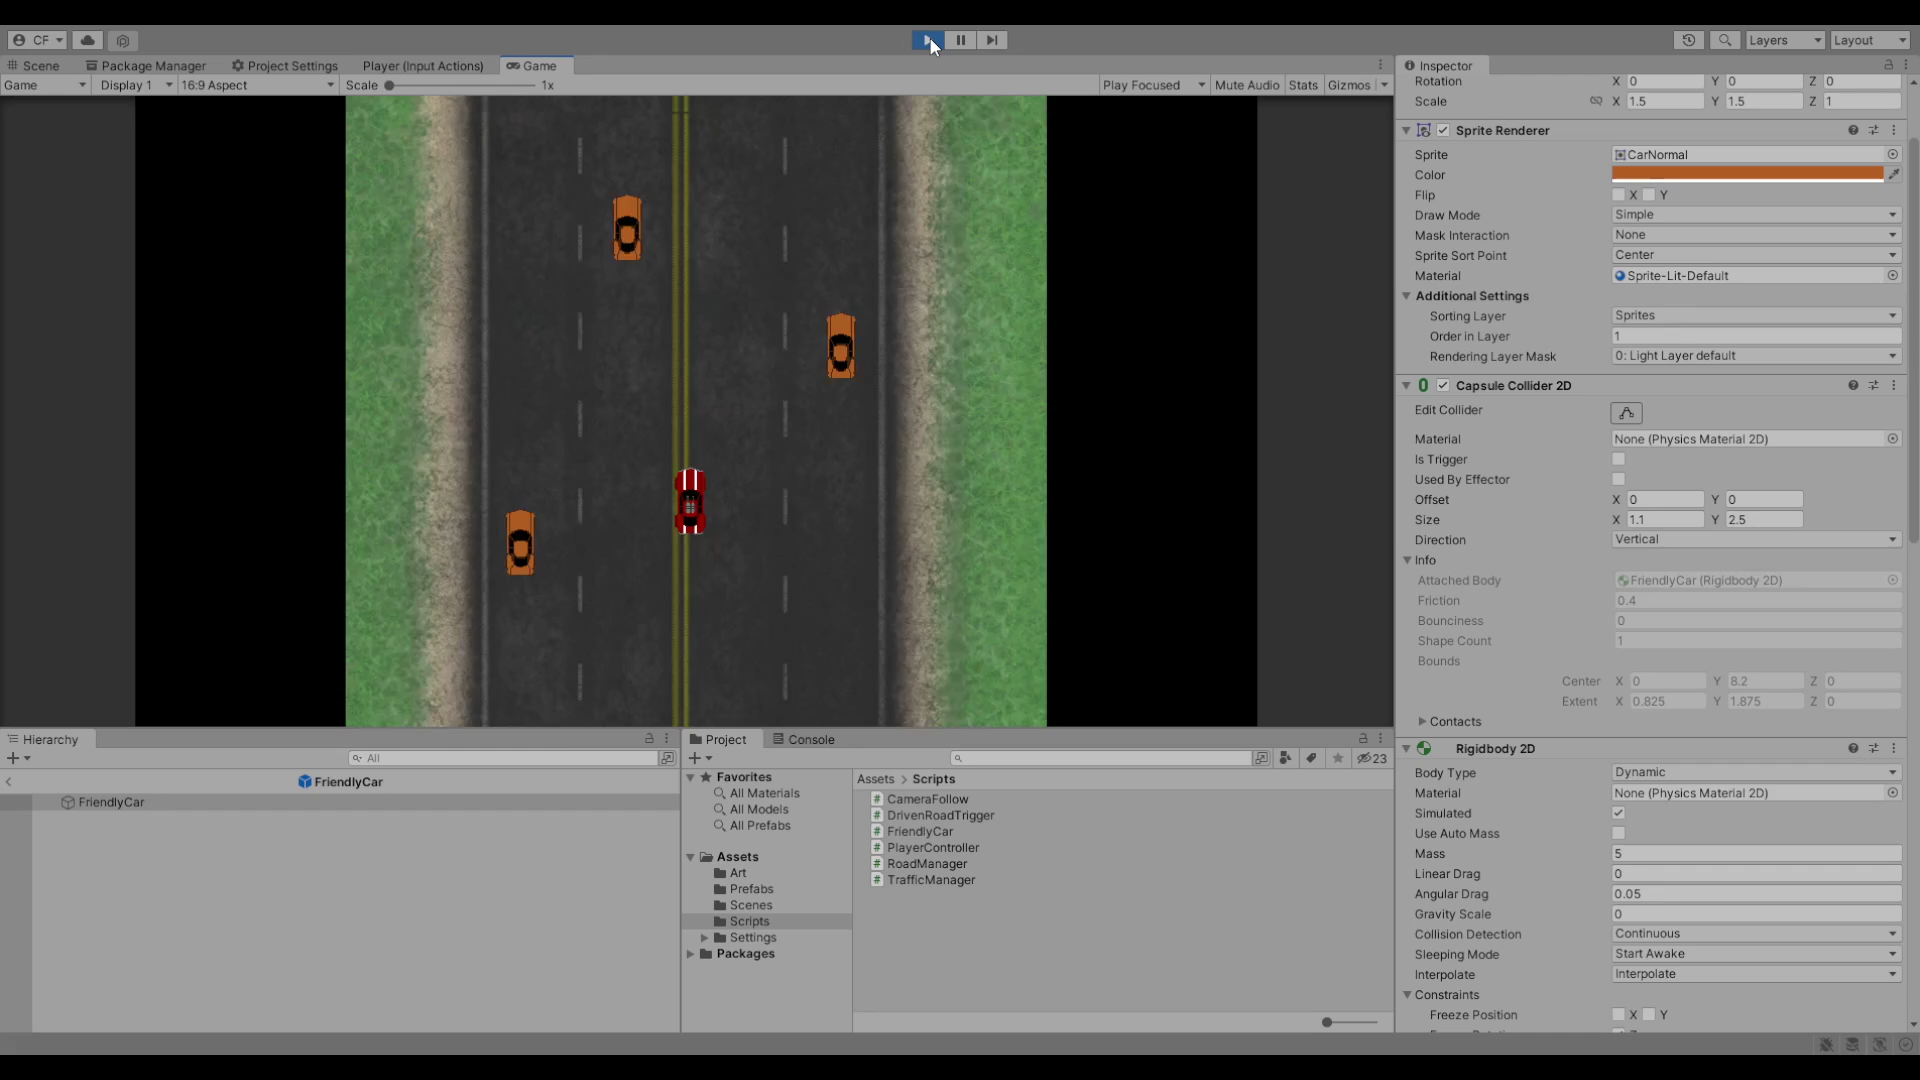 CF
Layers
Layout
Scene
Package Manager
Project Settings
Player (Input Actions)
Game
Inspector
Game
Display 1
16:9 Aspect
Scale
1x
Play Focused
Mute Audio
Stats
Gizmos
Rotation X 0 Y 0 Z 0
Scale X 1.5 Y 1.5 Z 1
Sprite Renderer
Sprite CarNormal
Color
Flip X Y
Draw Mode Simple
Mask Interaction None
Sprite Sort Point Center
Material Sprite-Lit-Default
Additional Settings
Sorting Layer Sprites
Order in Layer 1
Rendering Layer Mask 0: Light Layer default
Capsule Collider 2D
Edit Collider
Material None (Physics Material 2D)
Is Trigger
Used By Effector
Offset X 0 Y 0
Size X 1.1 Y 2.5
Direction Vertical
Info
Attached Body FriendlyCar (Rigidbody 2D)
Friction 0.4
Bounciness 0
Shape Count 1
Bounds
Center X 0 Y 8.2 Z 0
Extent X 0.825 Y 1.875 Z 0
Contacts
Rigidbody 2D
Body Type Dynamic
Material None (Physics Material 2D)
Simulated
Use Auto Mass
Mass 5
Linear Drag 0
Angular Drag 0.05
Gravity Scale 0
Collision Detection Continuous
Sleeping Mode Start Awake
Interpolate Interpolate
Constraints
Freeze Position X Y
Hierarchy
All
FriendlyCar
FriendlyCar
Project
Console
23
Favorites
All Materials
All Models
All Prefabs
Assets
Art
Prefabs
Scenes
Scripts
Settings
Packages
Assets > Scripts
CameraFollow
DrivenRoadTrigger
FriendlyCar
PlayerController
RoadManager
TrafficManager